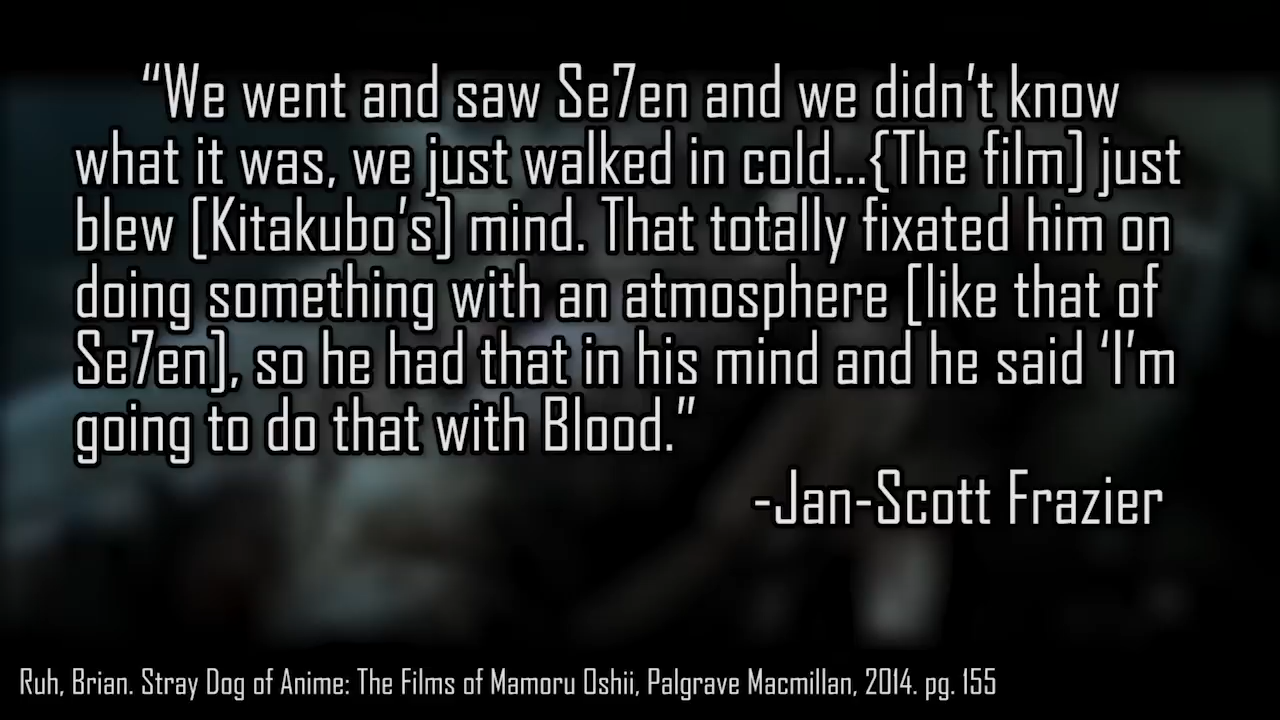 “We went and saw Se7en and we didn’t know
what it was, we just walked in cold...{The film] just
blew [Kitakubo’s] mind. That totally fixated him on
doing something with an atmosphere [like that of
Se7en], so he had that in his mind and he said ‘I’m
going to do that with Blood.”
-Jan-Scott Frazier
Ruh, Brian. Stray Dog of Anime: The Films of Mamoru Oshii, Palgrave Macmillan, 2014. pg. 155